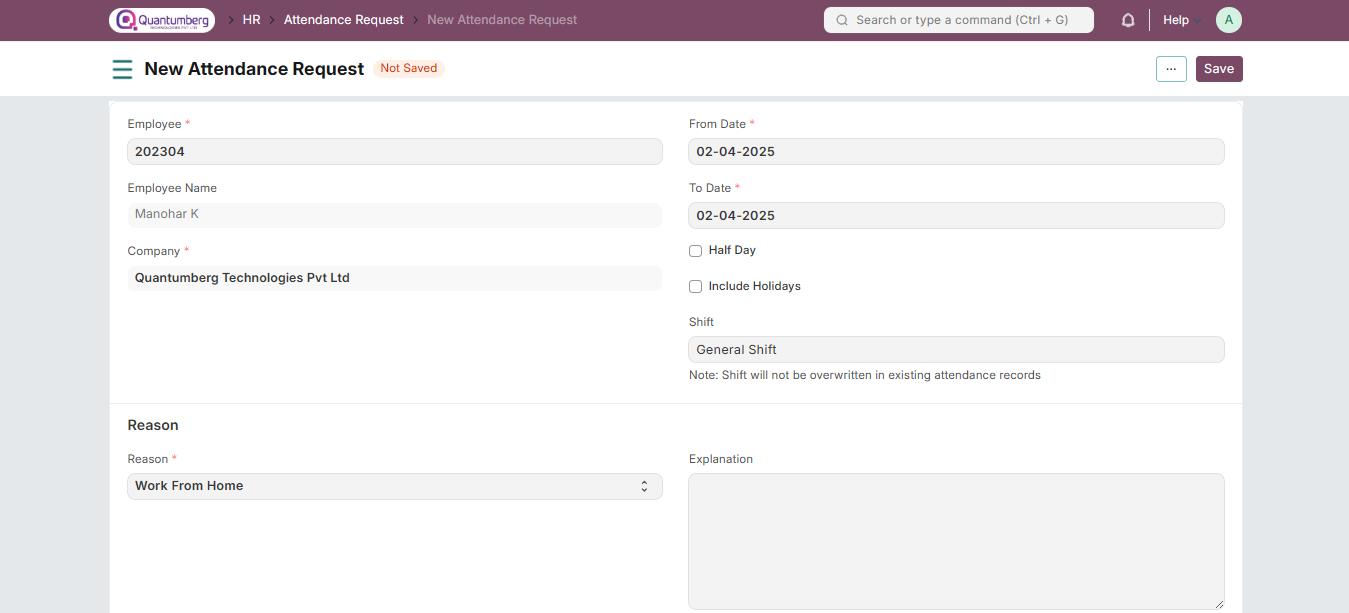 Quantumberg
TECHNOLOGIES PVT LTD
HR
Attendance Request
New Attendance Request
Search or type a command (Ctrl + G)
Help
A
New Attendance Request
Not Saved
...
Save
Employee *
202304
Employee Name
Manohar K
Company *
Quantumberg Technologies Pvt Ltd
From Date *
02-04-2025
To Date *
02-04-2025
Half Day
Include Holidays
Shift
General Shift
Note: Shift will not be overwritten in existing attendance records
Reason
Reason *
Work From Home
Explanation